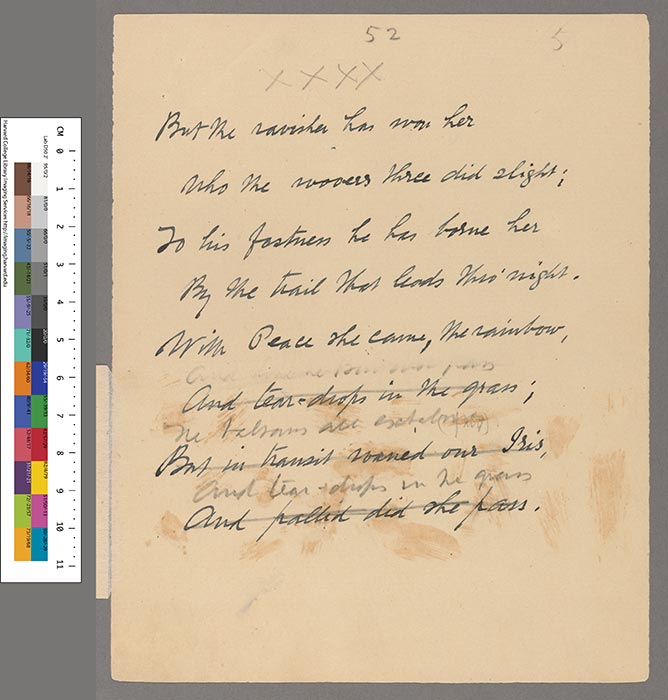 52
5
XXXX
But the ravisher has won her
Who the wooers three did slight;
To his fastness he has borne her
By the trail that leads thro' night.
With Peace she came, the rainbow,
And pass
And tear-drops in the grass;
The balsams are
But in transit waned our Iris,
And tear-drops in the grass
And palled did she pass.
CM 0 1 2 3 4 5 6 7 8 9 10 11
Harvard College Library Imaging Services